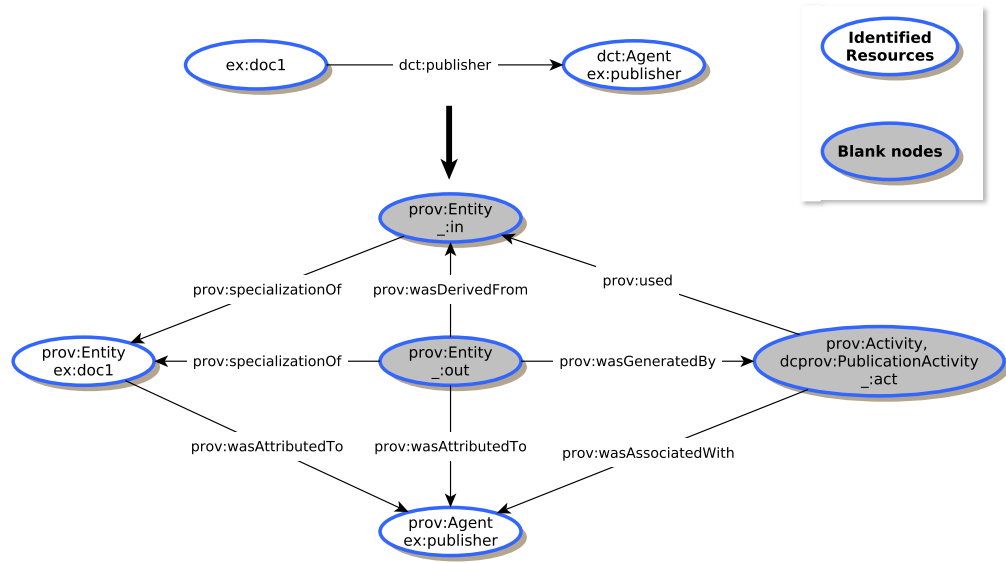 Identified
Resources
Blank nodes
ex:doc1
dct:publisher
dct:Agent
ex:publisher
prov:Entity
_:in
prov:specializationOf
prov:wasDerivedFrom
prov:used
prov:Entity
ex:doc1
prov:specializationOf
prov:Entity
_:out
prov:wasGeneratedBy
prov:Activity,
dcprov:PublicationActivity
_:act
prov:wasAttributedTo
prov:wasAttributedTo
prov:wasAssociatedWith
prov:Agent
ex:publisher